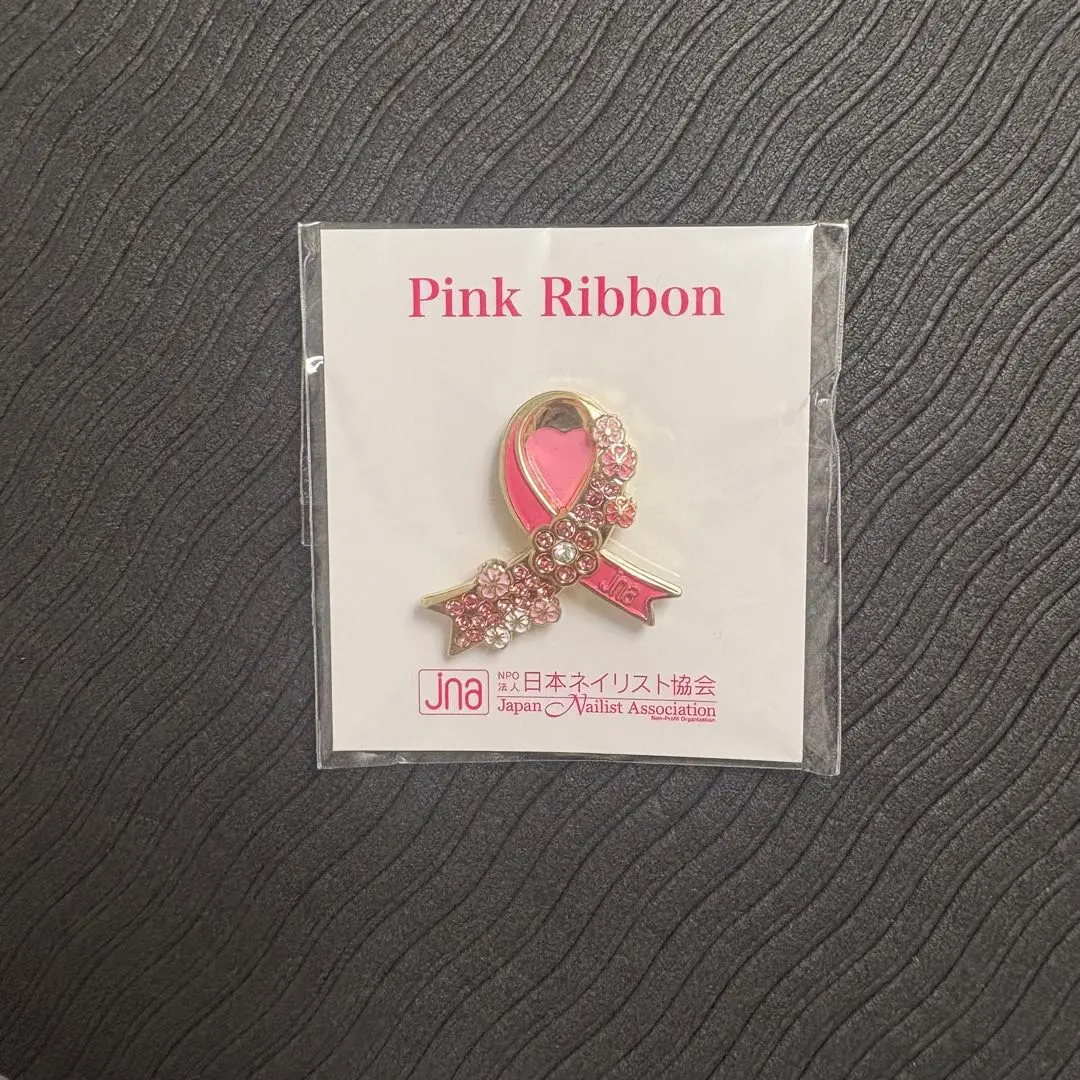 Pink Ribbon
jna
jna
NPO法人 日本ネイリスト協会
Japan Nailist Association
Non-Profit Organization